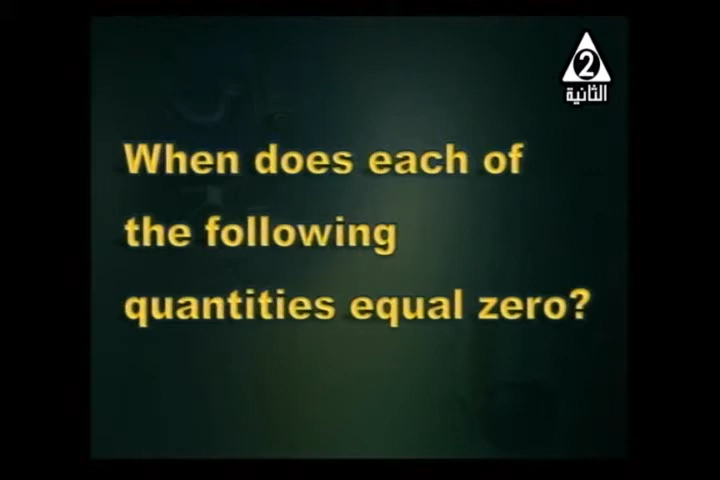 2
الثانية
When does each of
the following
quantities equal zero?